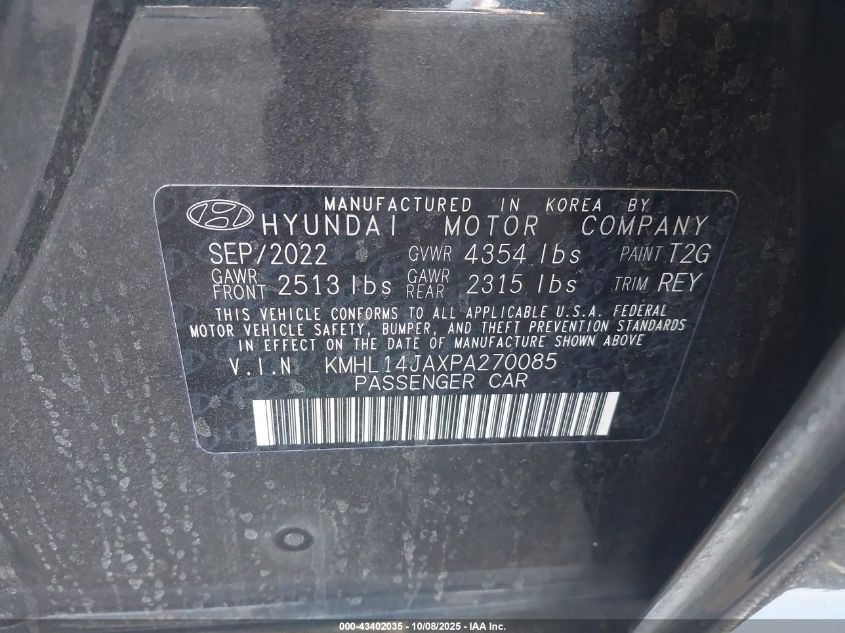 MANUFACTURED IN KOREA BY
HYUNDAI MOTOR COMPANY
SEP/2022 GVWR 4354 lbs PAINT T2G
GAWR FRONT 2513 lbs GAWR REAR 2315 lbs TRIM REY
THIS VEHICLE CONFORMS TO ALL APPLICABLE U.S.A. FEDERAL
MOTOR VEHICLE SAFETY, BUMPER, AND THEFT PREVENTION STANDARDS
IN EFFECT ON THE DATE OF MANUFACTURE SHOWN ABOVE
V.I.N KMHL14JAXPA270085
PASSENGER CAR
000-43402035 - 10/08/2025 - IAA, Inc.